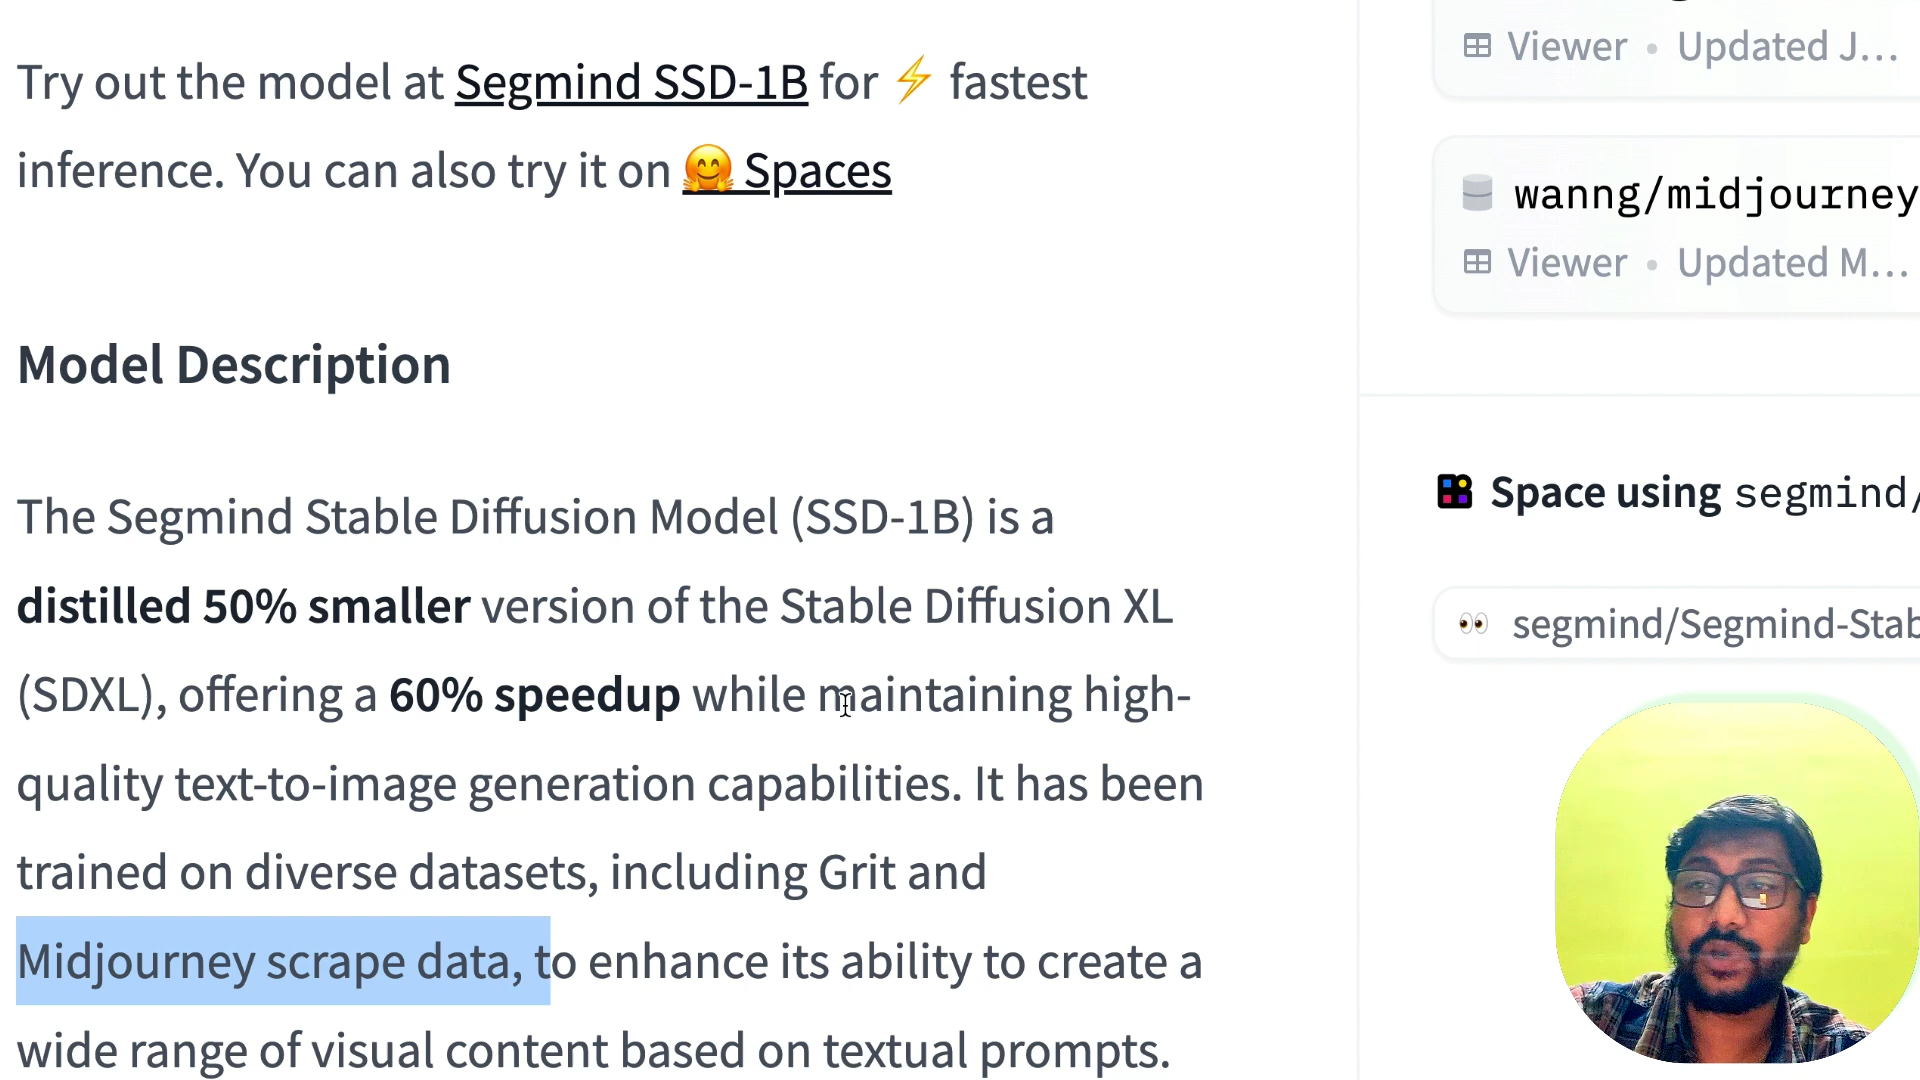 Try out the model at Segmind SSD-1B for ⚡ fastest
inference. You can also try it on 🤗 Spaces
Model Description
The Segmind Stable Diffusion Model (SSD-1B) is a
distilled 50% smaller version of the Stable Diffusion XL
(SDXL), offering a 60% speedup while maintaining high-
quality text-to-image generation capabilities. It has been
trained on diverse datasets, including Grit and
Midjourney scrape data, to enhance its ability to create a
wide range of visual content based on textual prompts.
Viewer • Updated J...
wanng/midjourney
Viewer • Updated M...
Space using segmind/
👀 segmind/Segmind-Stab